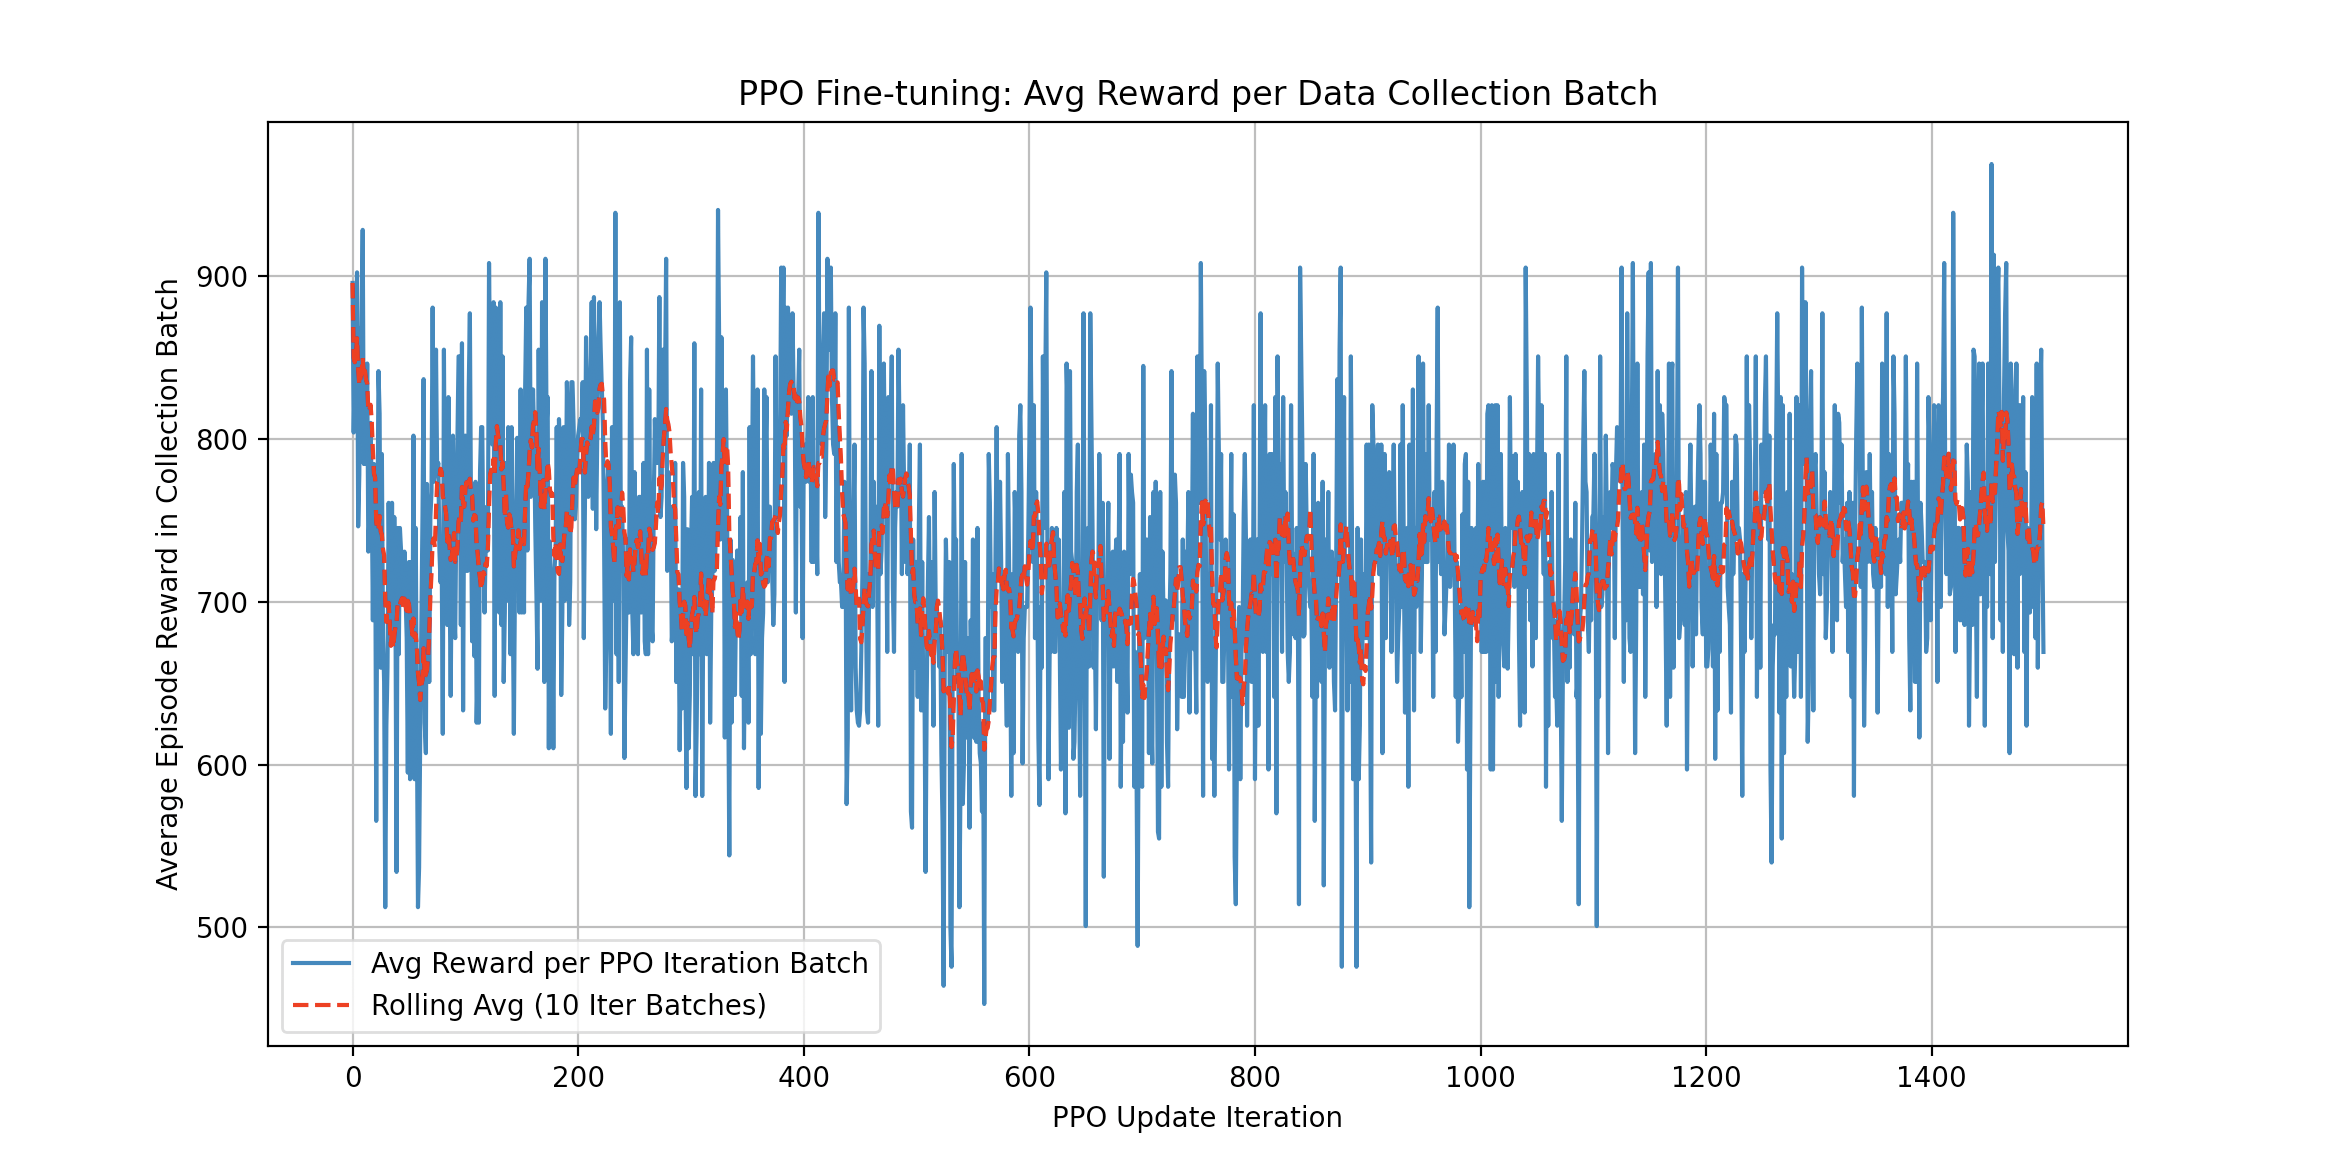 PPO Fine-tuning: Avg Reward per Data Collection Batch
Average Episode Reward in Collection Batch
900
800
700
600
500
Avg Reward per PPO Iteration Batch
Rolling Avg (10 Iter Batches)
0 200 400 600 800 1000 1200 1400
PPO Update Iteration